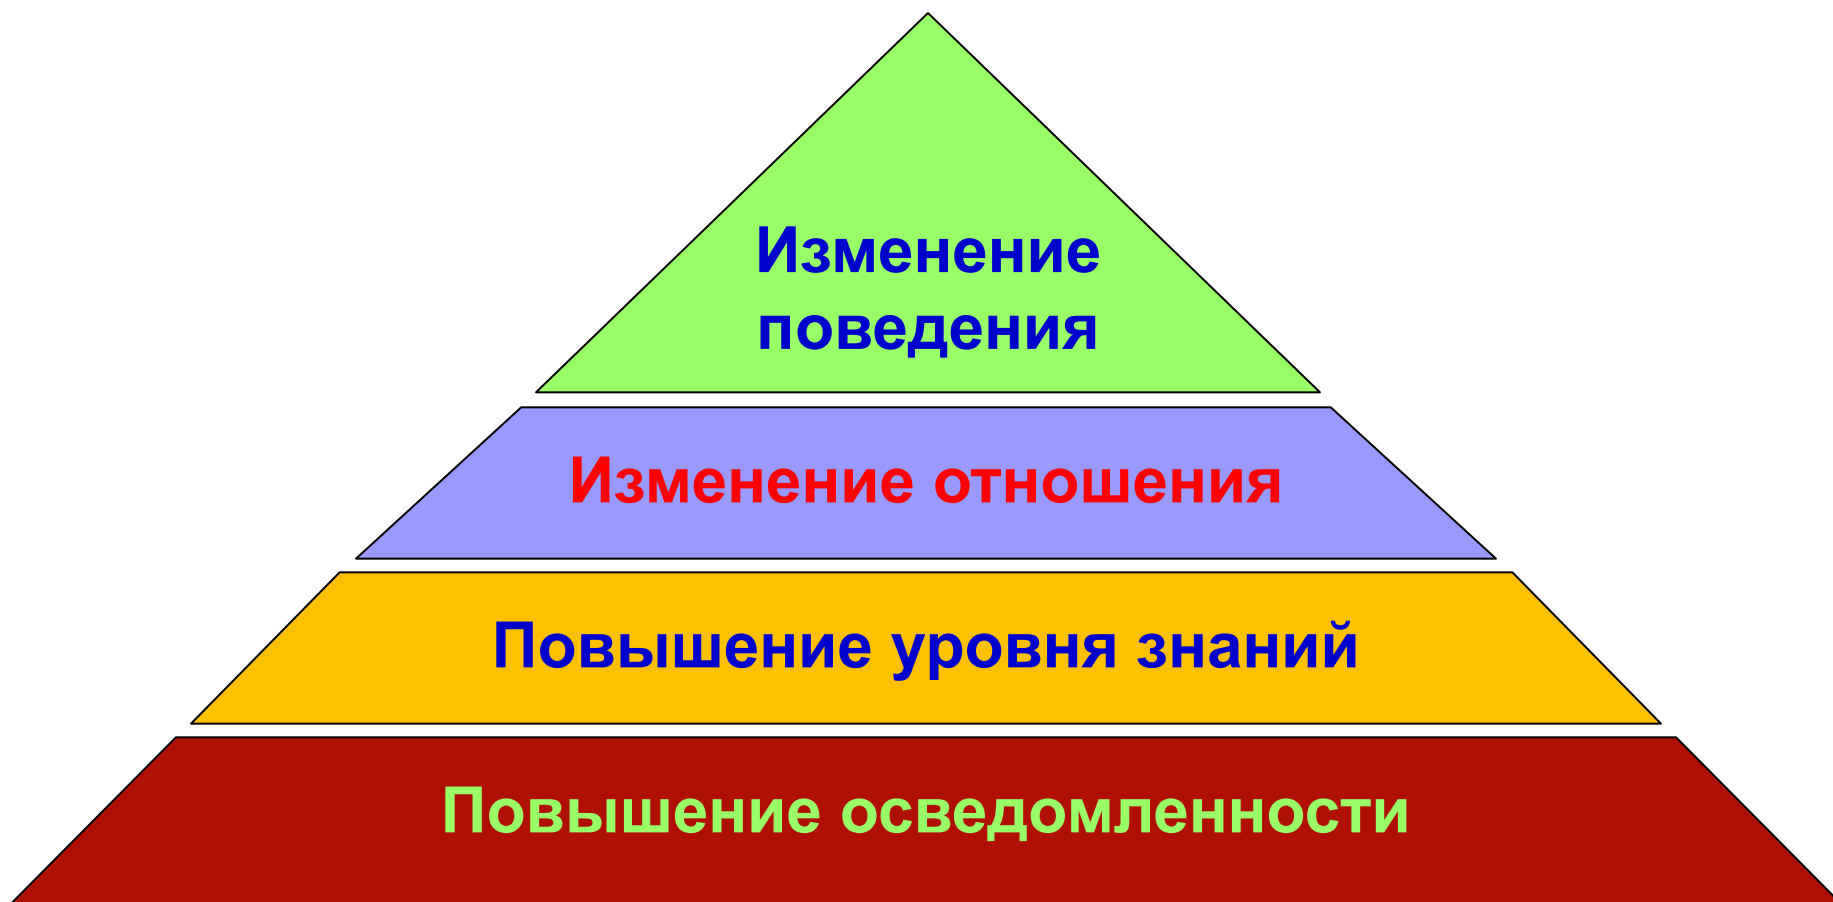 Изменение
поведения
Изменение отношения
Повышение уровня знаний
Повышение осведомленности